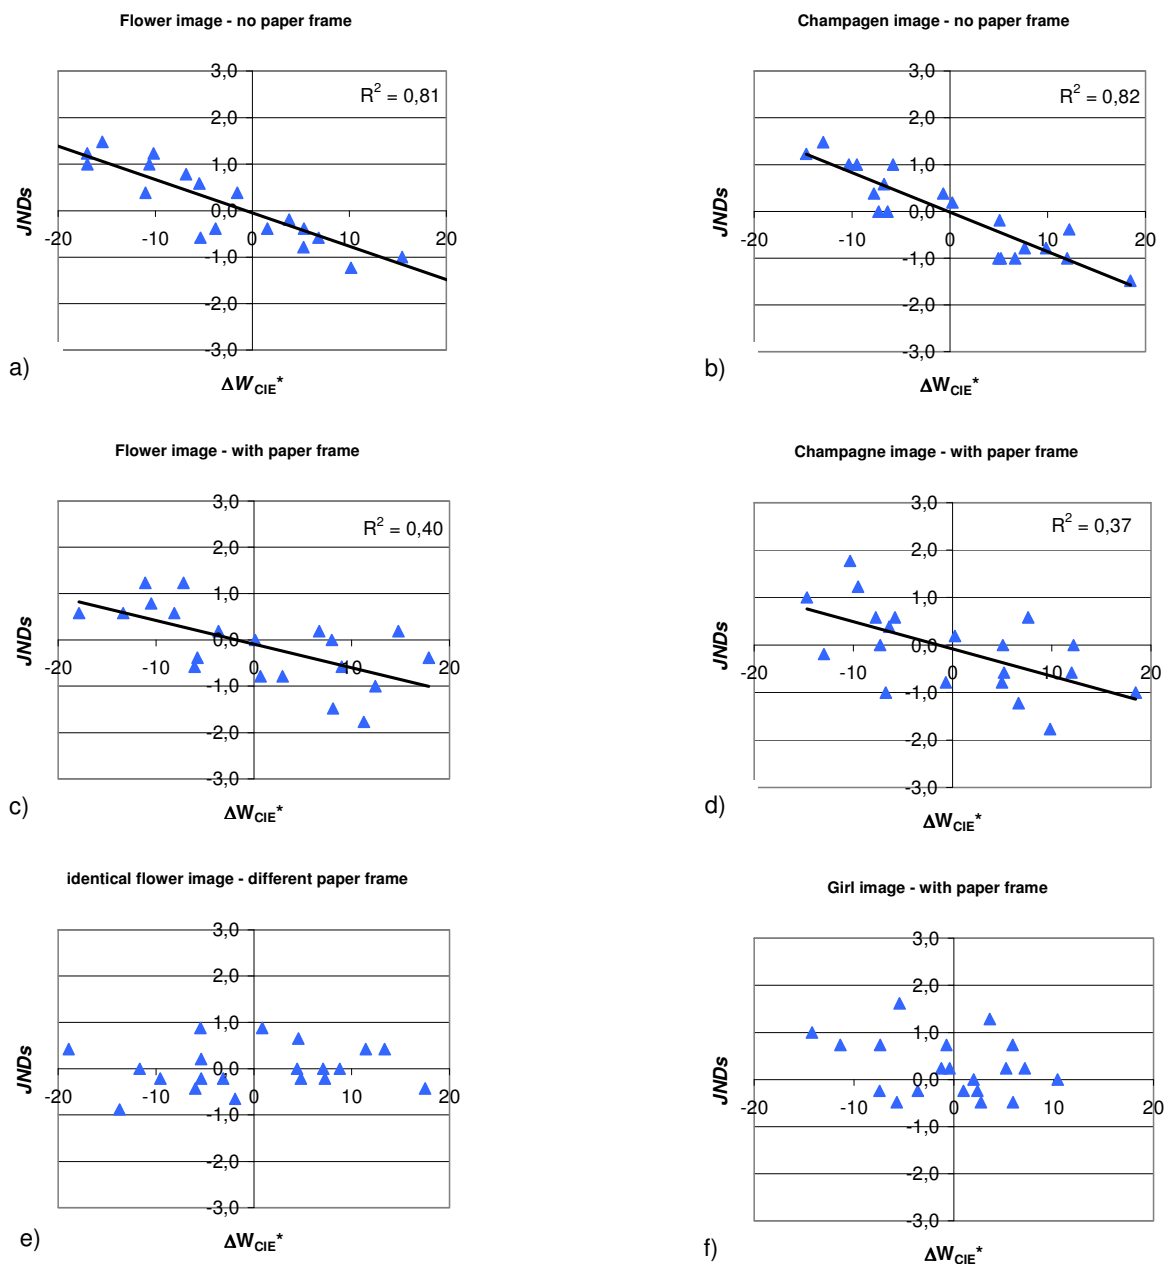 Flower image - no paper frame
3,0
R² = 0,81
2,0
1,0
0,0
-20
-10
0
10
20
-1,0
-2,0
-3,0
JNDs
a)
ΔW_CIE*
Champagen image - no paper frame
3,0
R² = 0,82
2,0
1,0
0,0
-20
-10
0
10
20
-1,0
-2,0
-3,0
JNDs
b)
ΔW_CIE*
Flower image - with paper frame
3,0
R² = 0,40
2,0
1,0
0,0
-20
-10
0
10
20
-1,0
-2,0
-3,0
JNDs
c)
ΔW_CIE*
Champagne image - with paper frame
3,0
R² = 0,37
2,0
1,0
0,0
-20
-10
0
10
20
-1,0
-2,0
-3,0
JNDs
d)
ΔW_CIE*
identical flower image - different paper frame
3,0
2,0
1,0
0,0
-20
-10
0
10
20
-1,0
-2,0
-3,0
JNDs
e)
ΔW_CIE*
Girl image - with paper frame
3,0
2,0
1,0
0,0
-20
-10
0
10
20
-1,0
-2,0
-3,0
JNDs
f)
ΔW_CIE*